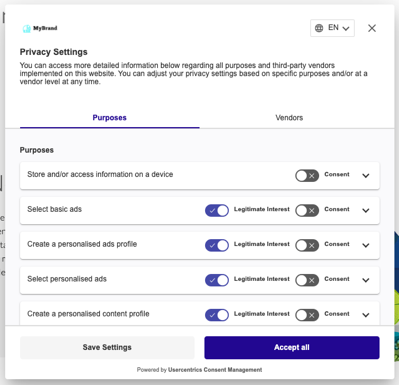 MyBrand
EN
Privacy Settings
You can access more detailed information below regarding all purposes and third-party vendors
implemented on this website. You can adjust your privacy settings based on specific purposes and/or at a
vendor level at any time.
Purposes Vendors
Purposes
Store and/or access information on a device Consent
Select basic ads Legitimate Interest Consent
Create a personalised ads profile Legitimate Interest Consent
Select personalised ads Legitimate Interest Consent
Create a personalised content profile Legitimate Interest Consent
Save Settings Accept all
Powered by Usercentrics Consent Management